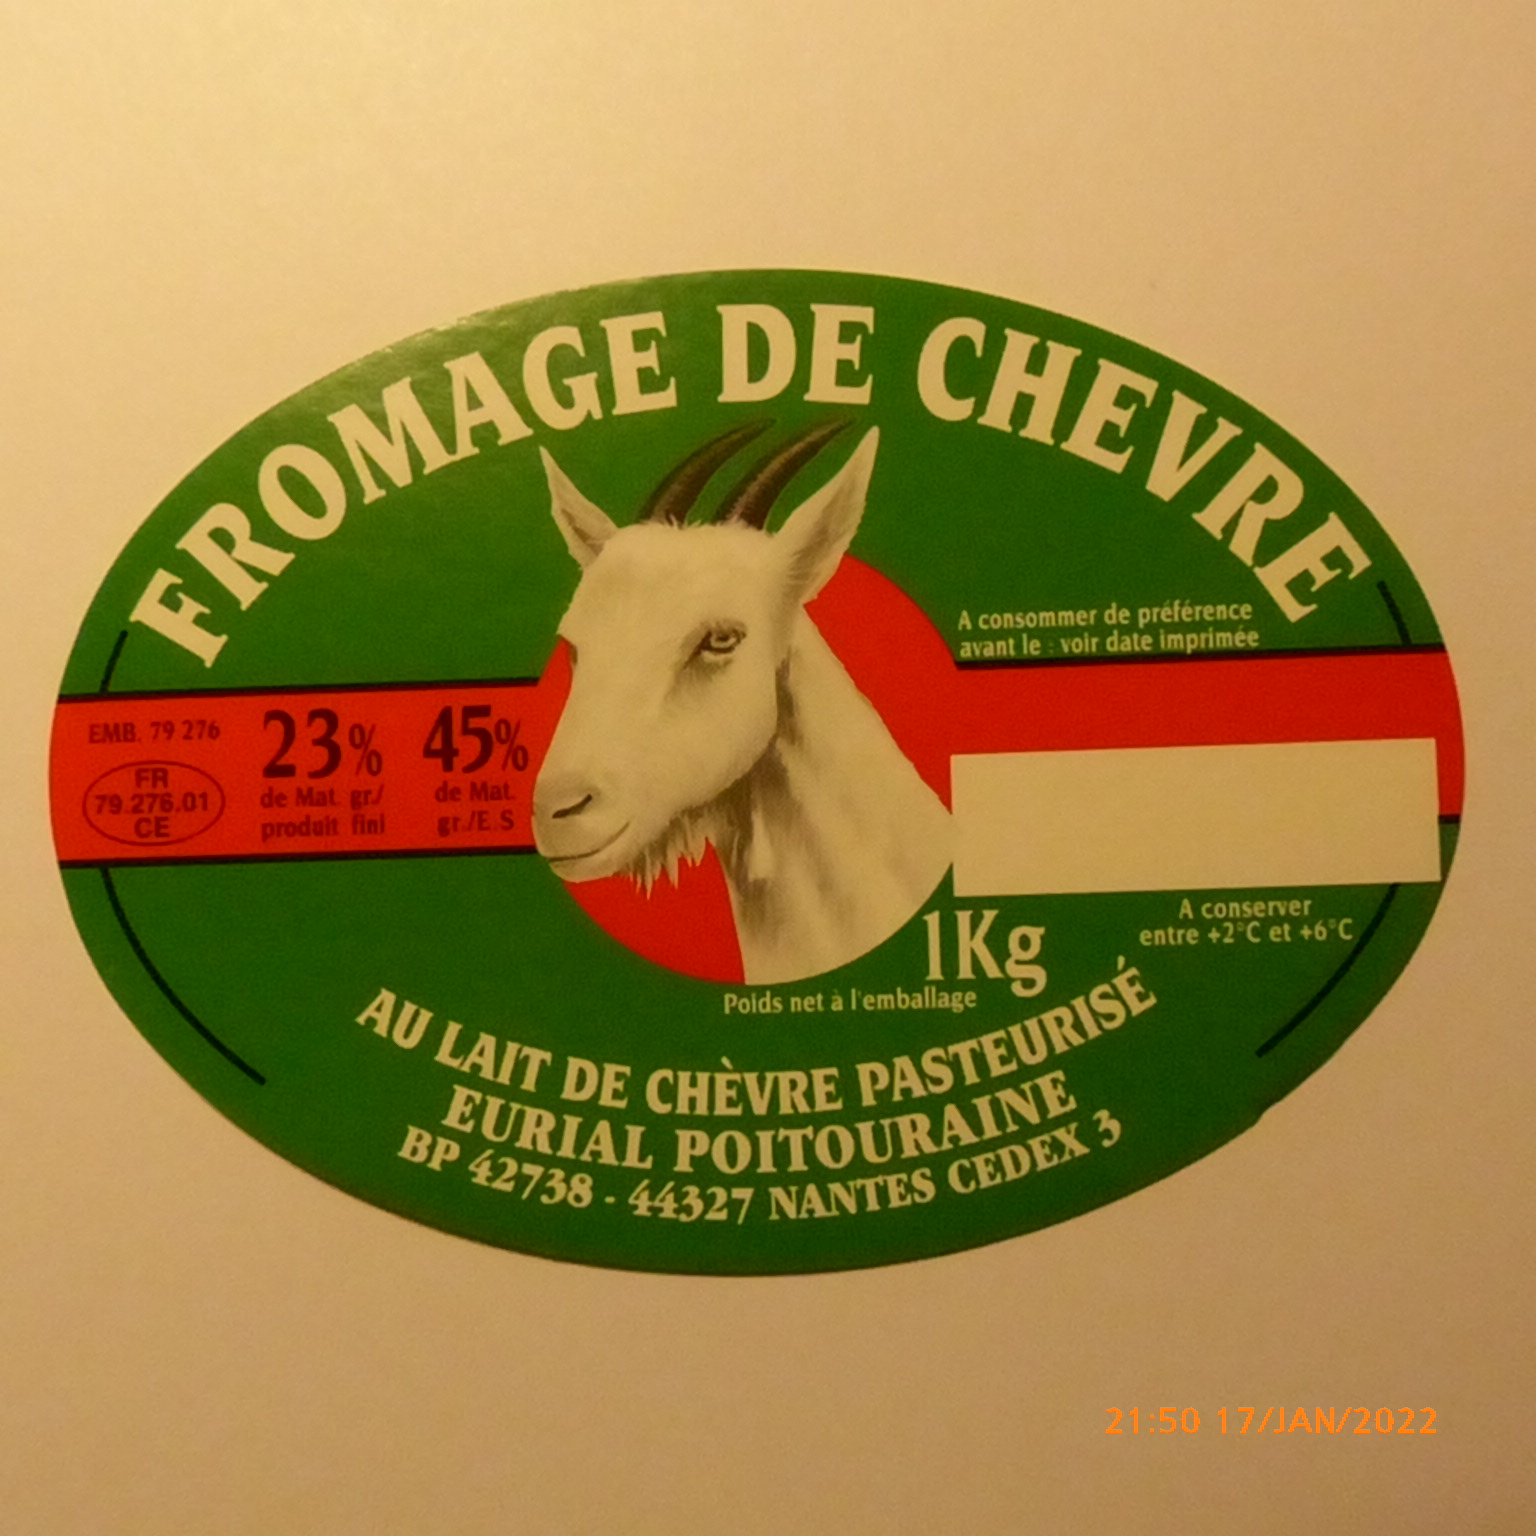 FROMAGE DE CHEVRE
A consommer de préférence
avant le : voir date imprimée
EMB. 79 276
FR
79.276.01
CE
23%
de Mat. gr./
produit fini
45%
de Mat.
gr./E.S
1Kg
Poids net à l'emballage
A conserver
entre +2°C et +6°C
AU LAIT DE CHÈVRE PASTEURISÉ
EURIAL POITOURAINE
BP 42738 - 44327 NANTES CEDEX 3
21:50 17/JAN/2022